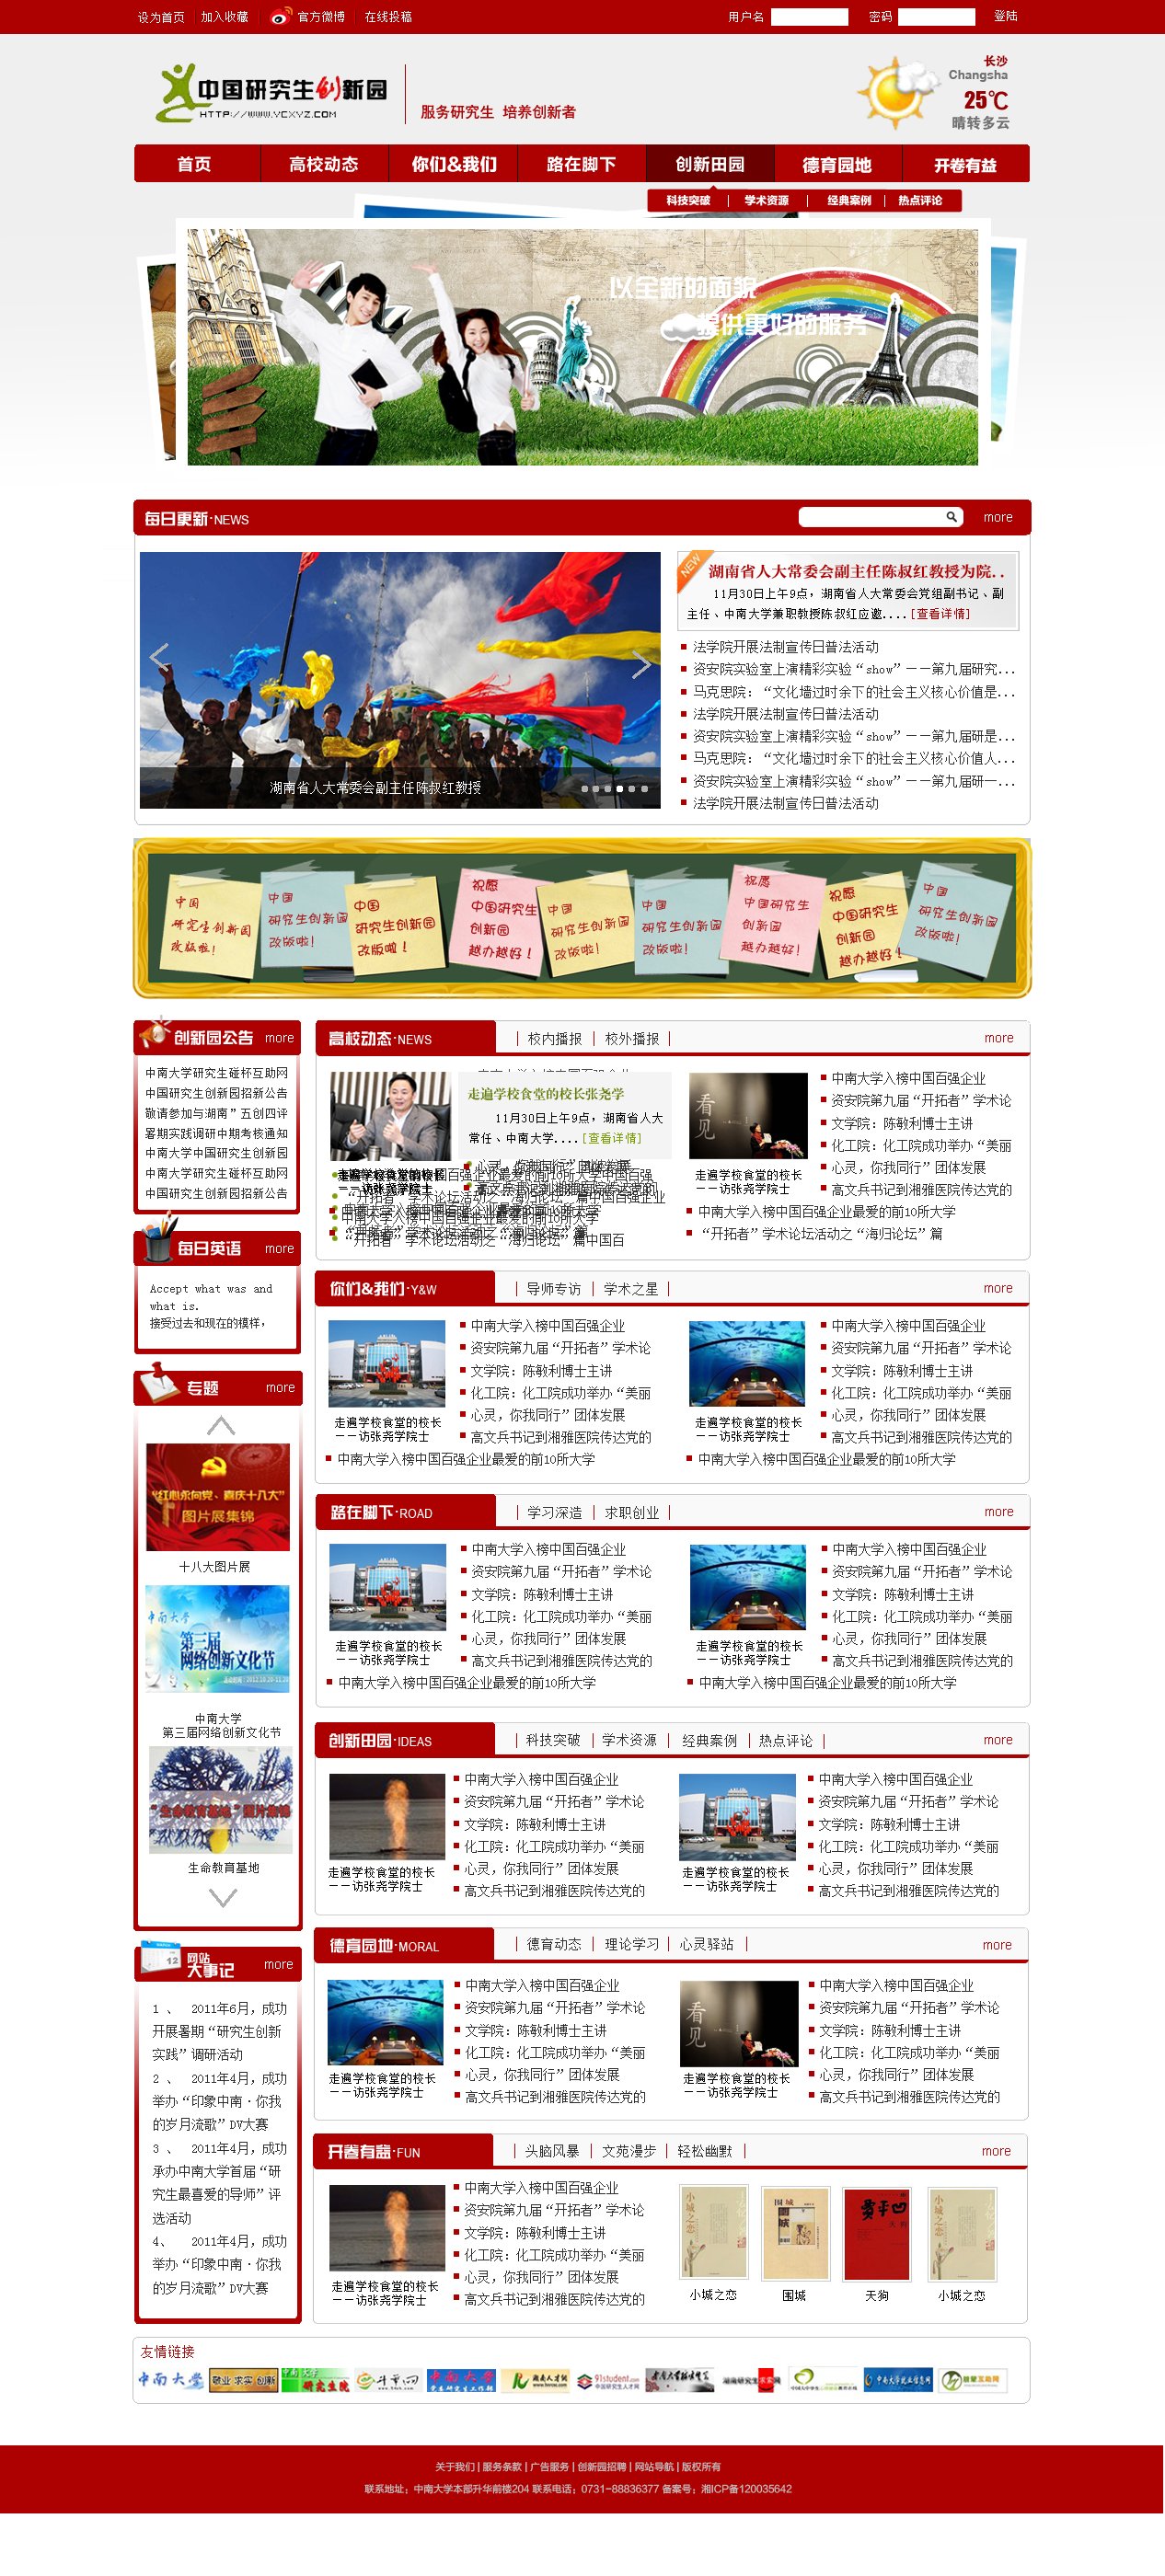 设为首页 加入收藏 官方微博 在线投稿 用户名 密码 登陆
中国研究生创新园
HTTP://WWW.YCXYZ.COM
服务研究生 培养创新者
长沙
Changsha
25℃
晴转多云
首页 高校动态 你们&我们 路在脚下 创新田园 德育园地 开卷有益
科技突破 学术资源 经典案例 热点评论
以全新的面貌
提供更好的服务
每日更新·NEWS more
NEW
湖南省人大常委会副主任陈叔红教授为院..
11月30日上午9点，湖南省人大常委会党组副书记、副
主任、中南大学兼职教授陈叔红应邀....[查看详情]
法学院开展法制宣传日普法活动
资安院实验室上演精彩实验“show”——第九届研究...
马克思院：“文化墙过时余下的社会主义核心价值是...
法学院开展法制宣传日普法活动
资安院实验室上演精彩实验“show”——第九届研是...
马克思院：“文化墙过时余下的社会主义核心价值人...
资安院实验室上演精彩实验“show”——第九届研一...
法学院开展法制宣传日普法活动
湖南省人大常委会副主任陈叔红教授
中国
研究生创新园
改版啦！
中国
研究生创新园
改版啦！
中国
研究生创新园
改版啦！
祝愿
中国研究生
创新园
越办越好！
中国
研究生创新园
改版啦！
中国
研究生创新园
改版啦！
祝愿
中国研究生
创新园
越办越好！
祝愿
中国研究生
创新园
越办越好！
中国
研究生创新园
改版啦！
创新园公告 more
中南大学研究生碰杯互助网
中国研究生创新园招新公告
敬请参加与湖南”五创四评
暑期实践调研中期考核通知
中南大学中国研究生创新园
中南大学研究生碰杯互助网
中国研究生创新园招新公告
每日英语 more
Accept what was and
what is.
接受过去和现在的模样，
专题 more
“红心永向党、喜庆十八大”
图片展集锦
十八大图片展
中南大学
第三届
网络创新文化节
中南大学
第三届网络创新文化节
“生命教育基地”图片集锦
生命教育基地
网站
大事记 more
1 、 2011年6月，成功
开展暑期“研究生创新
实践”调研活动
2 、 2011年4月，成功
举办“印象中南·你我
的岁月流歌”DV大赛
3 、 2011年4月，成功
承办中南大学首届“研
究生最喜爱的导师”评
选活动
4、 2011年4月，成功
举办“印象中南·你我
的岁月流歌”DV大赛
高校动态·NEWS 校内播报 校外播报 more
走遍学校食堂的校长张尧学
11月30日上午9点，湖南省人大
常任、中南大学....[查看详情]
看见
走遍学校食堂的校长
——访张尧学院士
中南大学入榜中国百强企业
资安院第九届“开拓者”学术论
文学院：陈敏利博士主讲
化工院：化工院成功举办“美丽
心灵，你我同行”团体发展
高文兵书记到湘雅医院传达党的
中南大学入榜中国百强企业最爱的前10所大学
“开拓者”学术论坛活动之“海归论坛”篇
你们&我们·Y&W 导师专访 学术之星 more
中南大学入榜中国百强企业
资安院第九届“开拓者”学术论
文学院：陈敏利博士主讲
化工院：化工院成功举办“美丽
心灵，你我同行”团体发展
高文兵书记到湘雅医院传达党的
走遍学校食堂的校长
——访张尧学院士
中南大学入榜中国百强企业最爱的前10所大学
中南大学入榜中国百强企业
资安院第九届“开拓者”学术论
文学院：陈敏利博士主讲
化工院：化工院成功举办“美丽
心灵，你我同行”团体发展
高文兵书记到湘雅医院传达党的
走遍学校食堂的校长
——访张尧学院士
中南大学入榜中国百强企业最爱的前10所大学
路在脚下·ROAD 学习深造 求职创业 more
中南大学入榜中国百强企业
资安院第九届“开拓者”学术论
文学院：陈敏利博士主讲
化工院：化工院成功举办“美丽
心灵，你我同行”团体发展
高文兵书记到湘雅医院传达党的
走遍学校食堂的校长
——访张尧学院士
中南大学入榜中国百强企业最爱的前10所大学
中南大学入榜中国百强企业
资安院第九届“开拓者”学术论
文学院：陈敏利博士主讲
化工院：化工院成功举办“美丽
心灵，你我同行”团体发展
高文兵书记到湘雅医院传达党的
走遍学校食堂的校长
——访张尧学院士
中南大学入榜中国百强企业最爱的前10所大学
创新田园·IDEAS 科技突破 学术资源 经典案例 热点评论 more
中南大学入榜中国百强企业
资安院第九届“开拓者”学术论
文学院：陈敏利博士主讲
化工院：化工院成功举办“美丽
心灵，你我同行”团体发展
高文兵书记到湘雅医院传达党的
走遍学校食堂的校长
——访张尧学院士
中南大学入榜中国百强企业
资安院第九届“开拓者”学术论
文学院：陈敏利博士主讲
化工院：化工院成功举办“美丽
心灵，你我同行”团体发展
高文兵书记到湘雅医院传达党的
走遍学校食堂的校长
——访张尧学院士
德育园地·MORAL 德育动态 理论学习 心灵驿站 more
中南大学入榜中国百强企业
资安院第九届“开拓者”学术论
文学院：陈敏利博士主讲
化工院：化工院成功举办“美丽
心灵，你我同行”团体发展
高文兵书记到湘雅医院传达党的
走遍学校食堂的校长
——访张尧学院士
看见
中南大学入榜中国百强企业
资安院第九届“开拓者”学术论
文学院：陈敏利博士主讲
化工院：化工院成功举办“美丽
心灵，你我同行”团体发展
高文兵书记到湘雅医院传达党的
走遍学校食堂的校长
——访张尧学院士
开卷有益·FUN 头脑风暴 文苑漫步 轻松幽默 more
中南大学入榜中国百强企业
资安院第九届“开拓者”学术论
文学院：陈敏利博士主讲
化工院：化工院成功举办“美丽
心灵，你我同行”团体发展
高文兵书记到湘雅医院传达党的
走遍学校食堂的校长
——访张尧学院士
小城之恋 围城 天狗 小城之恋
友情链接
中南大学 敬业 求实 创新 中南大学 研究生院
关于我们 | 服务条款 | 广告服务 | 创新园招聘 | 网站导航 | 版权所有
联系地址：中南大学本部升华前楼204 联系电话：0731-88836377 备案号：湘ICP备120035642